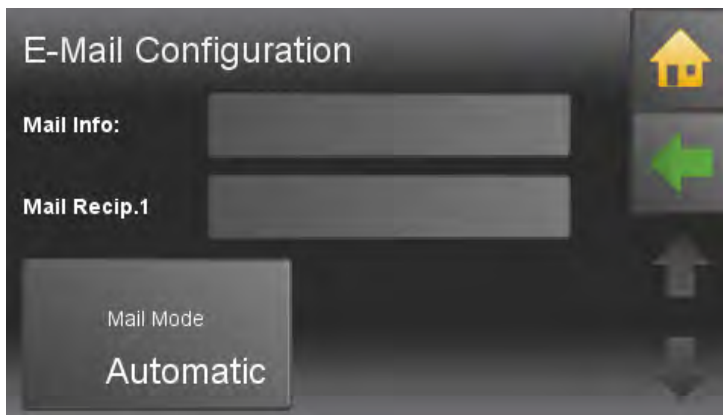 E-Mail Configuration
Mail Info:
Mail Recip.1
Mail Mode
Automatic